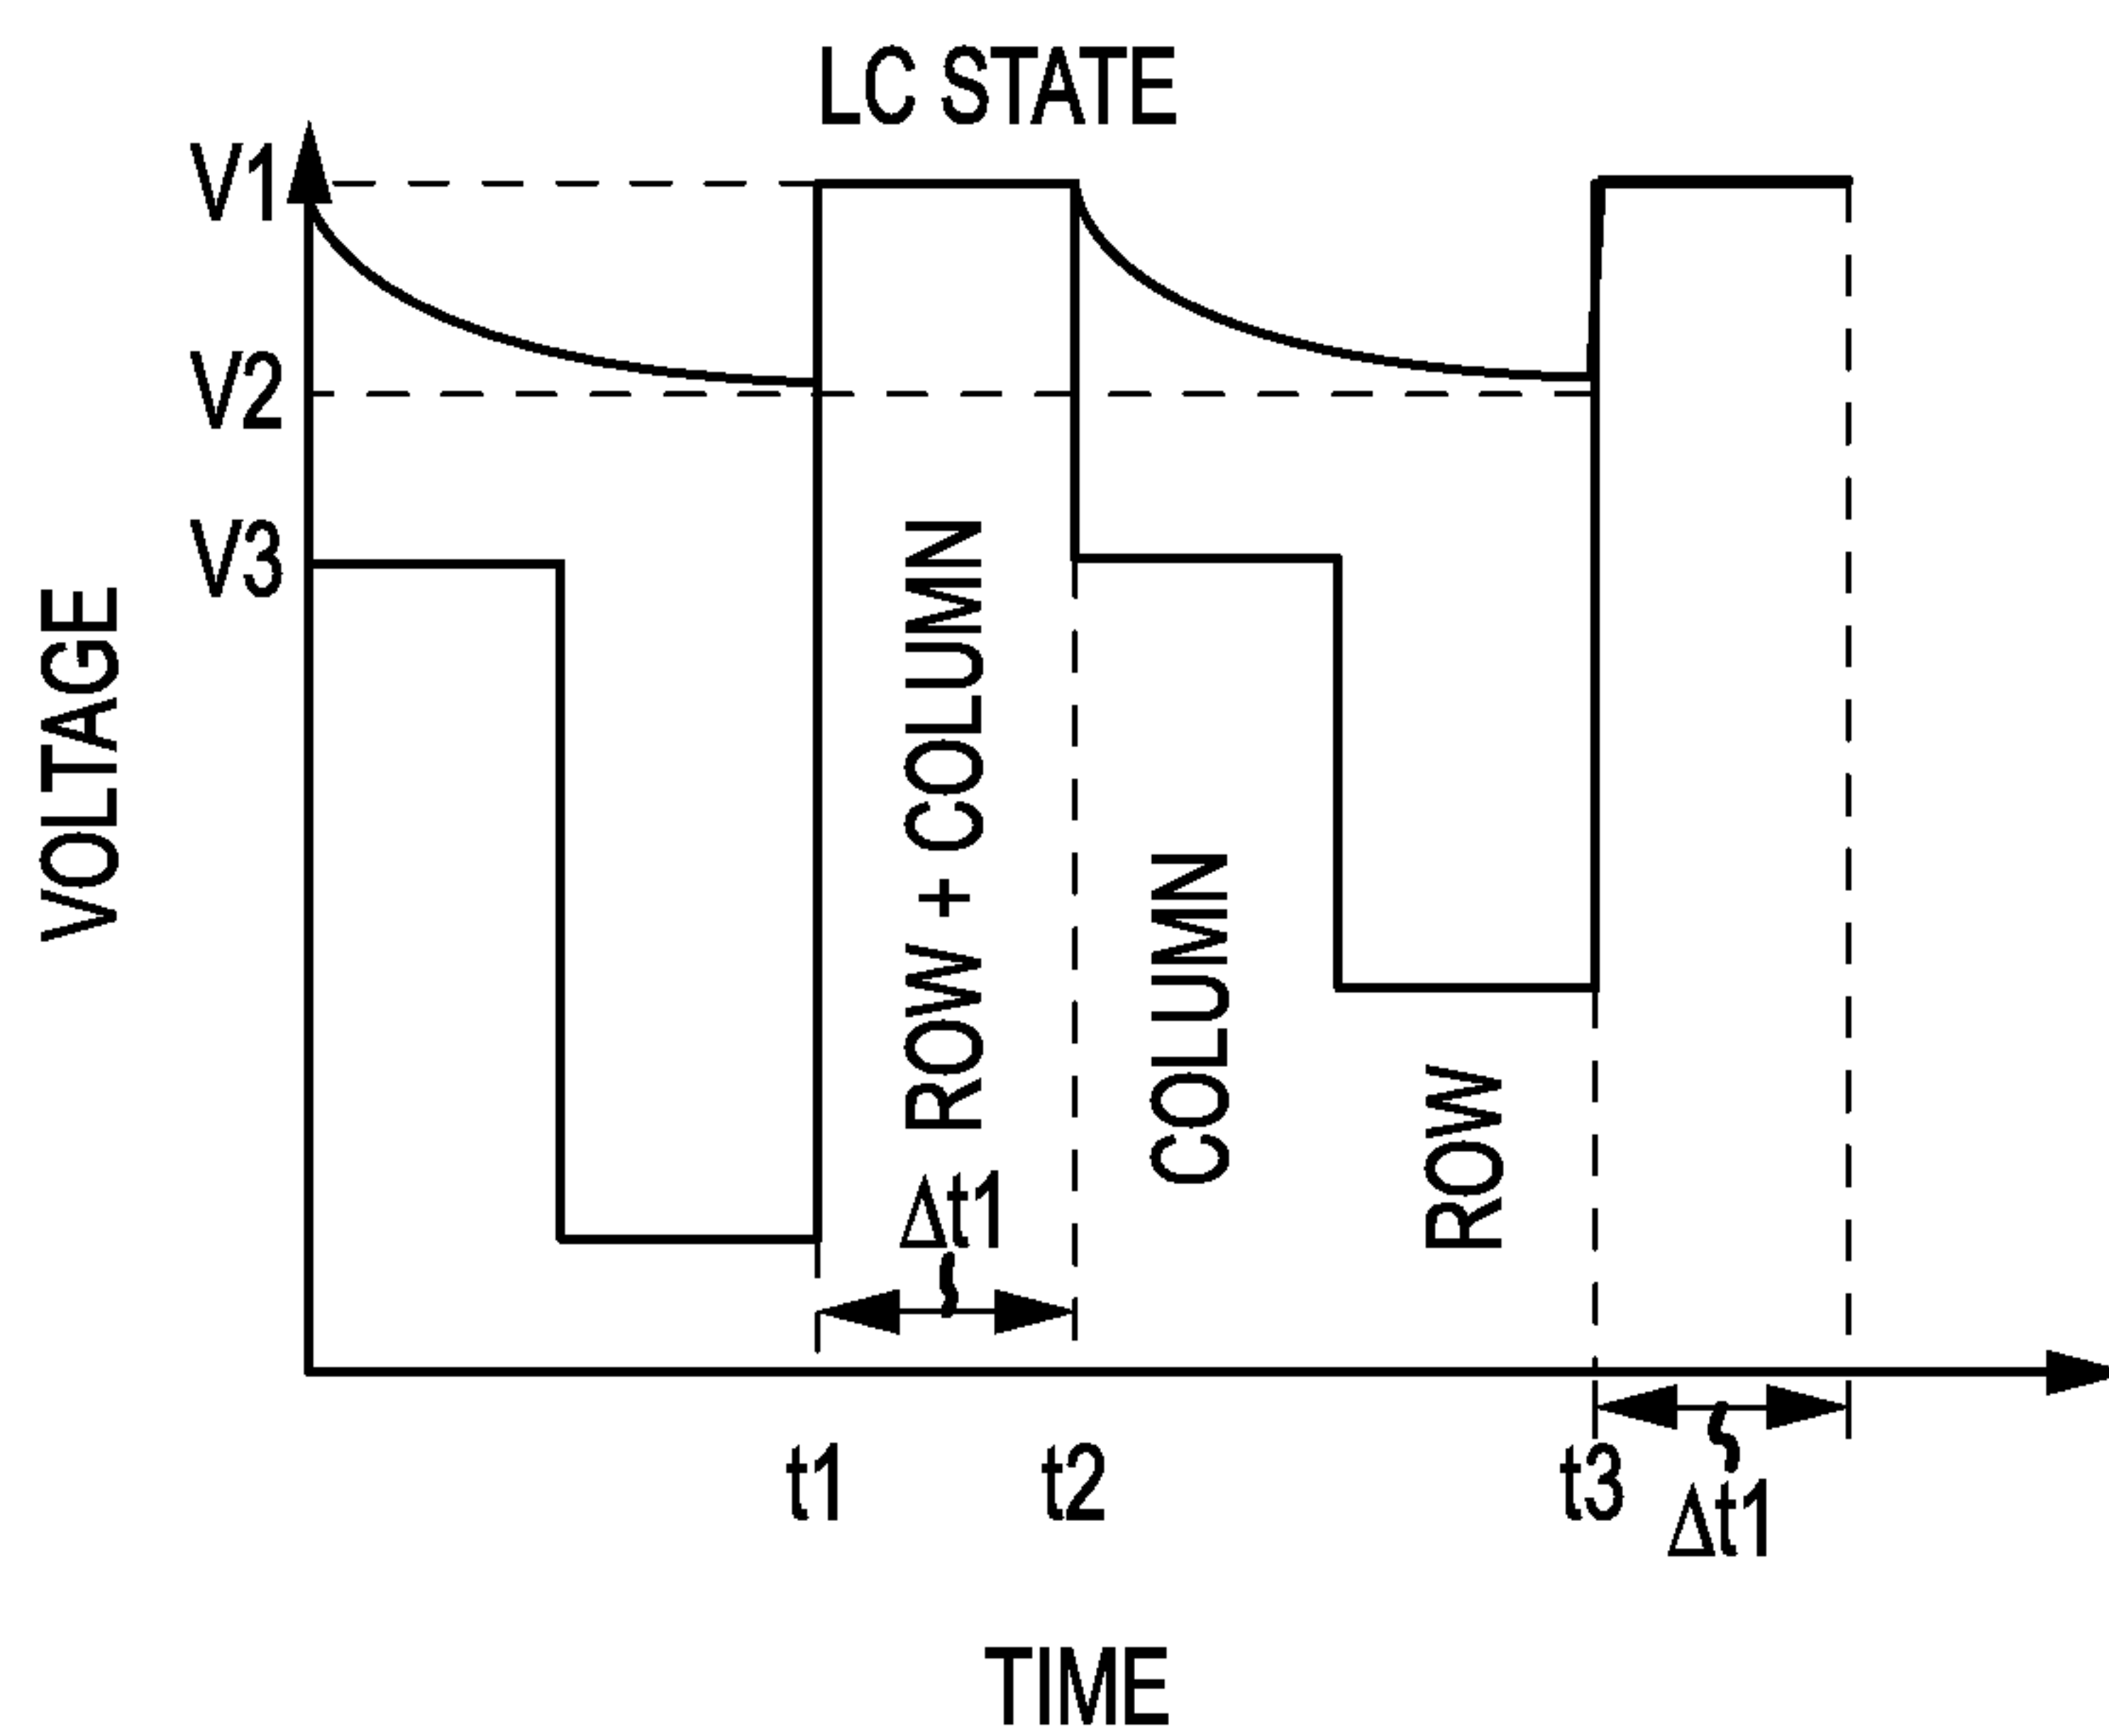 LC STATE
V1
V2
V3
VOLTAGE
ROW + COLUMN
COLUMN
ROW
Δt1
t1
t2
t3
Δt1
TIME